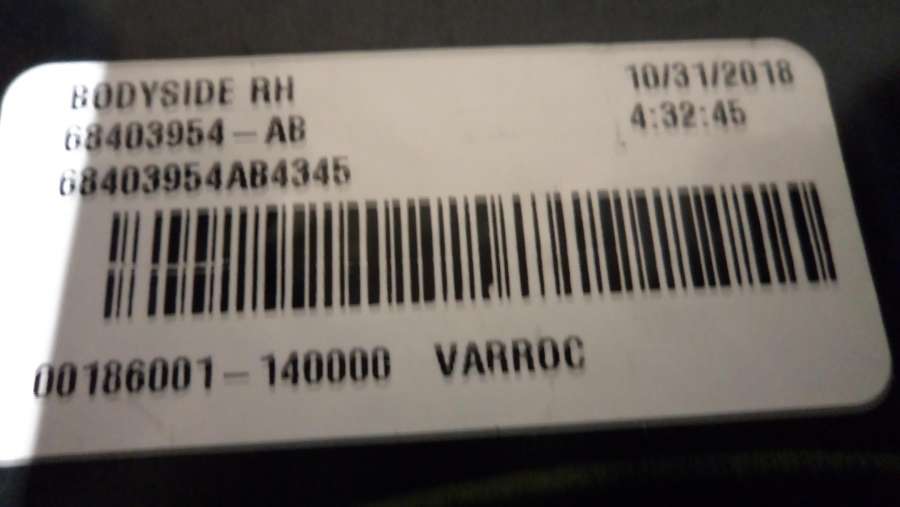 BODYSIDE RH
68403954-AB
68403954AB4345
10/31/2018
4:32:45
00186001-140000 VARROC